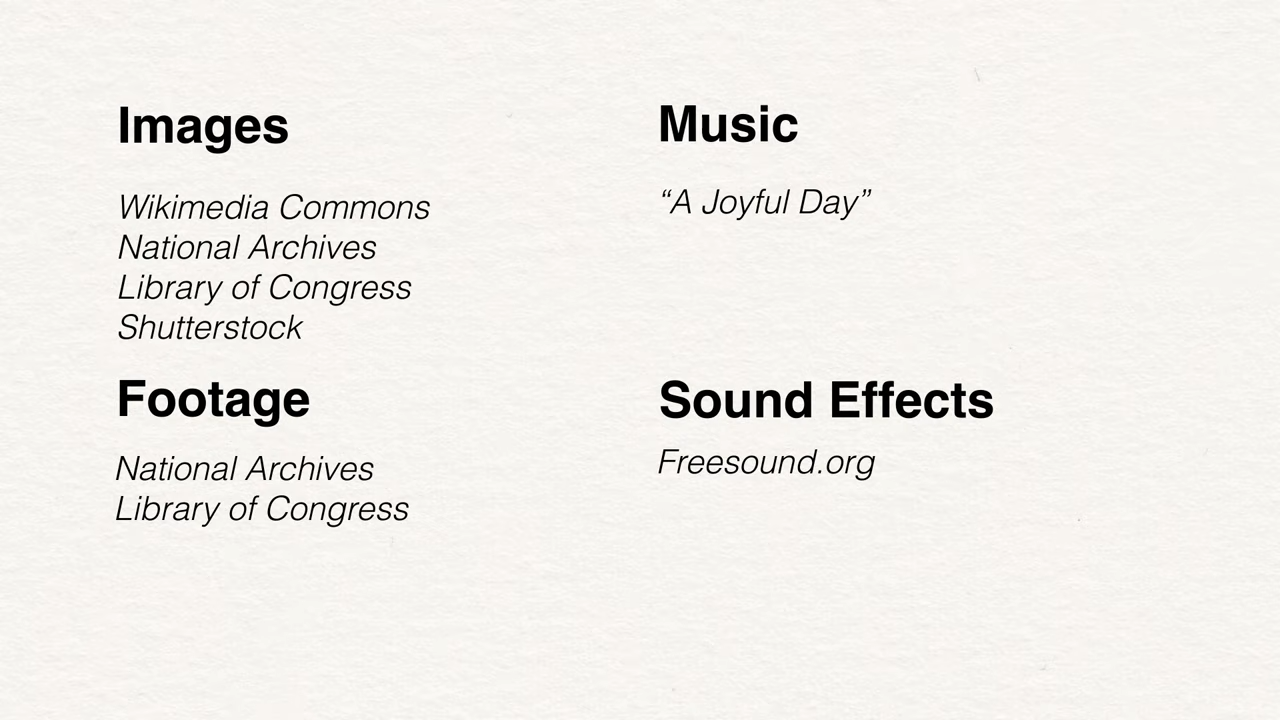 Images
Wikimedia Commons
National Archives
Library of Congress
Shutterstock
Footage
National Archives
Library of Congress
Music
“A Joyful Day”
Sound Effects
Freesound.org